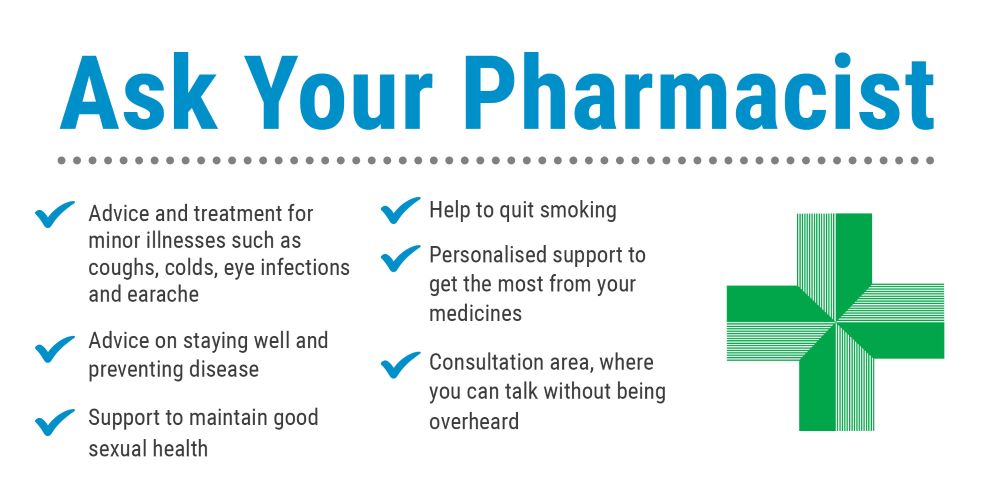 Ask Your Pharmacist
Advice and treatment for
minor illnesses such as
coughs, colds, eye infections
and earache
Advice on staying well and
preventing disease
Support to maintain good
sexual health
Help to quit smoking
Personalised support to
get the most from your
medicines
Consultation area, where
you can talk without being
overheard